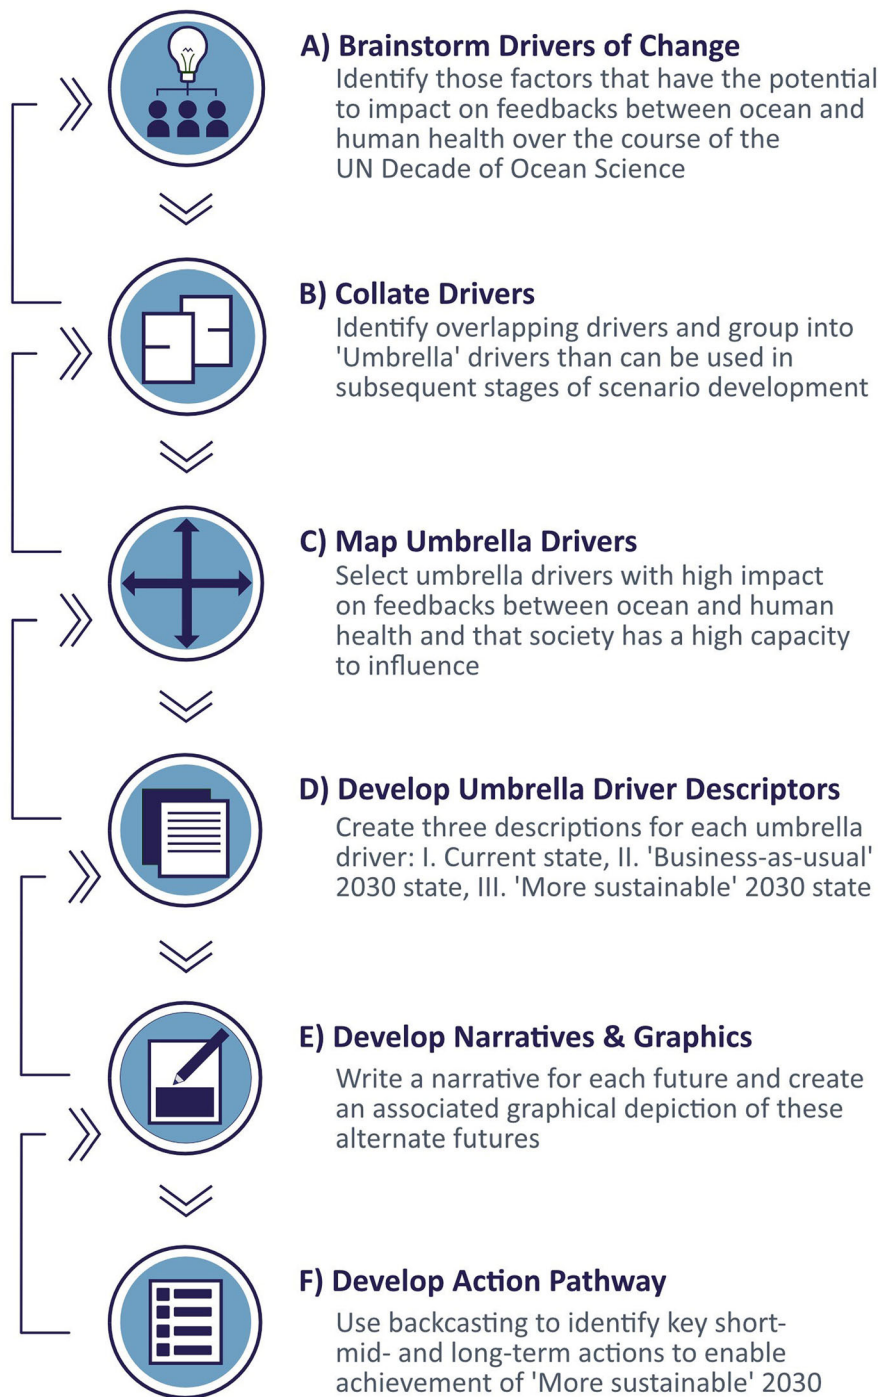 A) Brainstorm Drivers of Change
Identify those factors that have the potential
to impact on feedbacks between ocean and
human health over the course of the
UN Decade of Ocean Science
B) Collate Drivers
Identify overlapping drivers and group into
'Umbrella' drivers than can be used in
subsequent stages of scenario development
C) Map Umbrella Drivers
Select umbrella drivers with high impact
on feedbacks between ocean and human
health and that society has a high capacity
to influence
D) Develop Umbrella Driver Descriptors
Create three descriptions for each umbrella
driver: I. Current state, II. 'Business-as-usual'
2030 state, III. 'More sustainable' 2030 state
E) Develop Narratives & Graphics
Write a narrative for each future and create
an associated graphical depiction of these
alternate futures
F) Develop Action Pathway
Use backcasting to identify key short-
mid- and long-term actions to enable
achievement of 'More sustainable' 2030